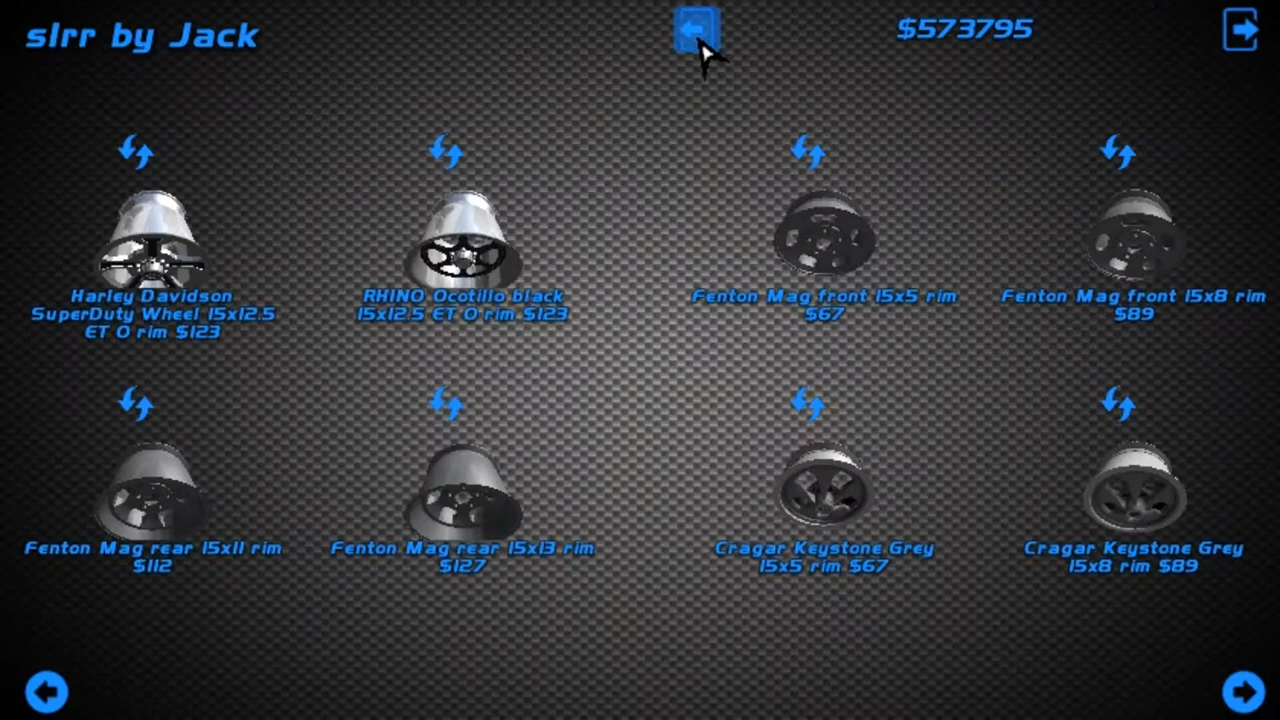 slrr by Jack
$573795
Harley Davidson
SuperDuty Wheel 15x12.5
ET 0 rim $123
RHINO Ocotillo black
15x12.5 ET 0 rim $123
Fenton Mag front 15x5 rim
$67
Fenton Mag front 15x8 rim
$89
Fenton Mag rear 15x11 rim
$112
Fenton Mag rear 15x13 rim
$127
Cragar Keystone Grey
15x5 rim $67
Cragar Keystone Grey
15x8 rim $89